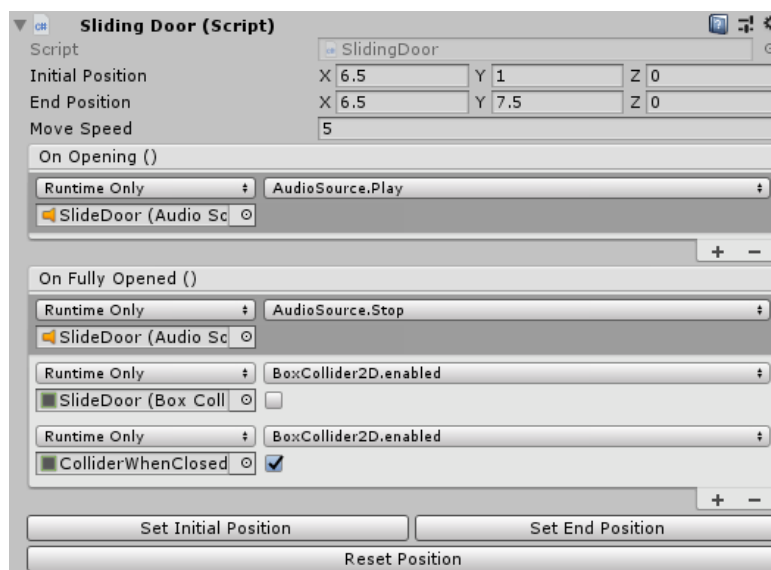 Sliding Door (Script)
Script SlidingDoor
Initial Position X 6.5 Y 1 Z 0
End Position X 6.5 Y 7.5 Z 0
Move Speed 5
On Opening ()
Runtime Only AudioSource.Play
SlideDoor (Audio Sc
+ −
On Fully Opened ()
Runtime Only AudioSource.Stop
SlideDoor (Audio Sc
Runtime Only BoxCollider2D.enabled
SlideDoor (Box Coll
Runtime Only BoxCollider2D.enabled
ColliderWhenClosed
+ −
Set Initial Position Set End Position
Reset Position